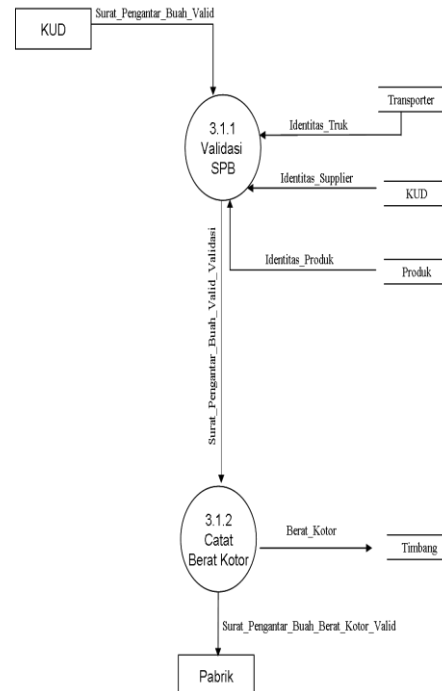 Surat_Pengantar_Buah_Valid
KUD
Transporter
Identitas_Truk
3.1.1
Validasi
SPB
Identitas_Supplier
KUD
Identitas_Produk
Produk
Surat_Pengantar_Buah_Valid_Validasi
3.1.2
Catat
Berat Kotor
Berat_Kotor
Timbang
Surat_Pengantar_Buah_Berat_Kotor_Valid
Pabrik